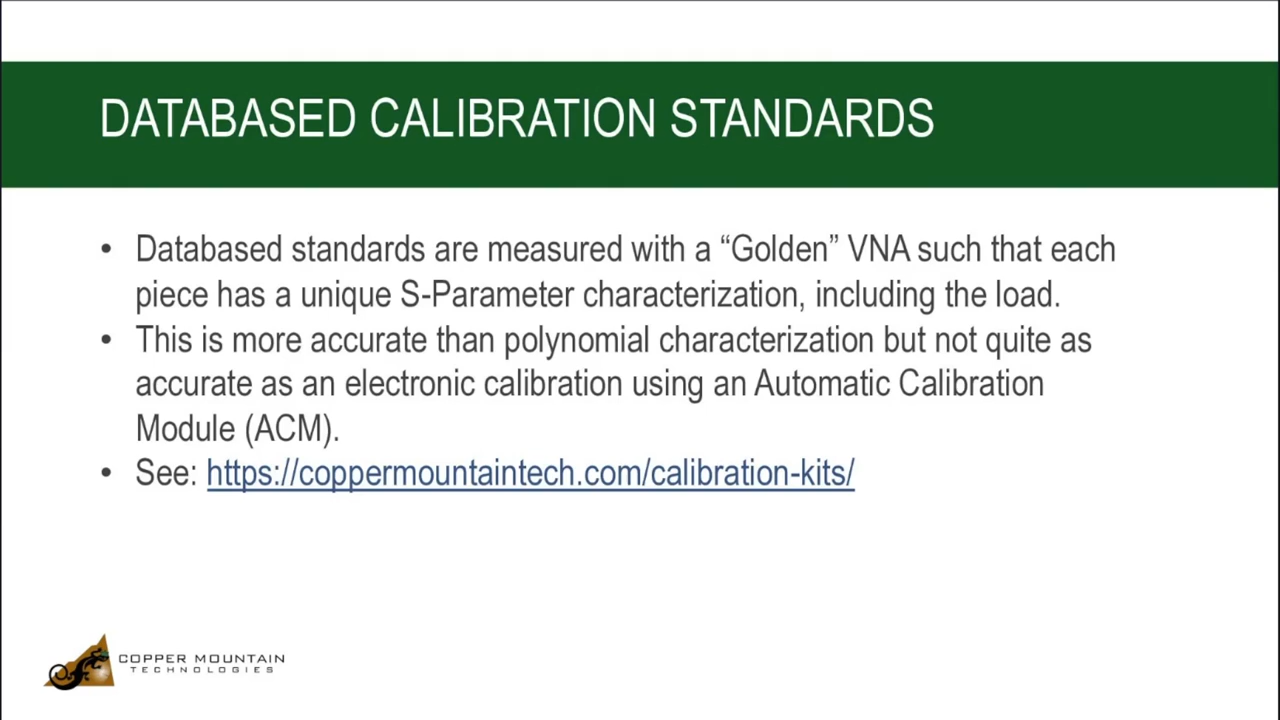 DATABASED CALIBRATION STANDARDS
• Databased standards are measured with a “Golden” VNA such that each
piece has a unique S-Parameter characterization, including the load.
• This is more accurate than polynomial characterization but not quite as
accurate as an electronic calibration using an Automatic Calibration
Module (ACM).
• See: https://coppermountaintech.com/calibration-kits/
COPPER MOUNTAIN
TECHNOLOGIES